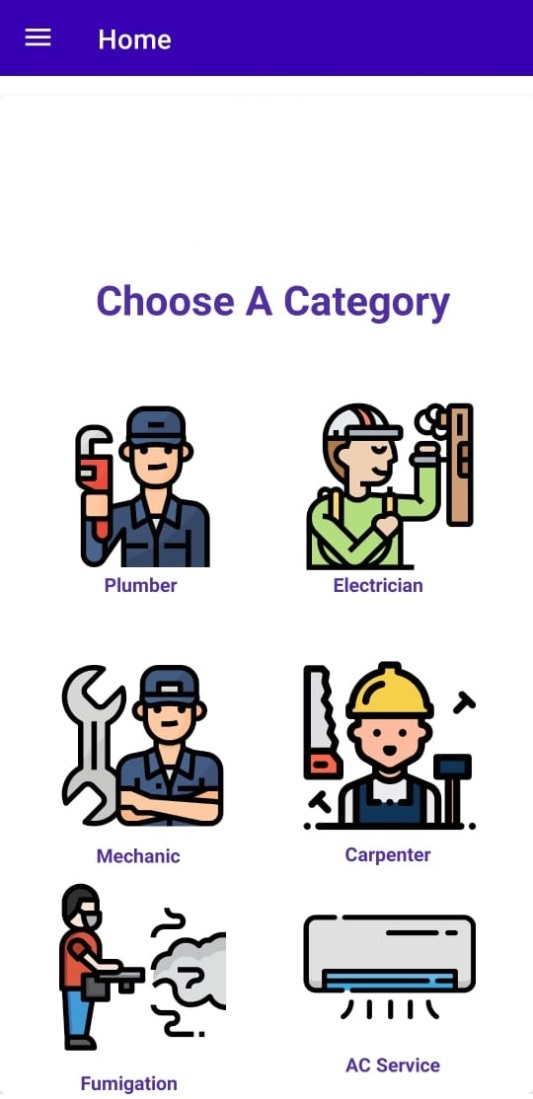 Home
Choose A Category
Plumber
Electrician
Mechanic
Carpenter
Fumigation
AC Service